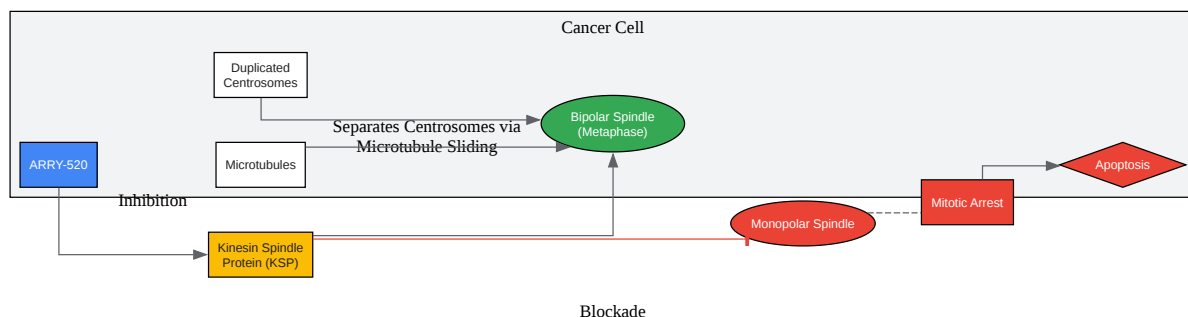 Cancer Cell
Duplicated
Centrosomes
Bipolar Spindle
(Metaphase)
Separates Centrosomes via
Microtubule Sliding
ARRY-520
Microtubules
Apoptosis
Inhibition
Mitotic Arrest
Monopolar Spindle
Kinesin Spindle
Protein (KSP)
Blockade